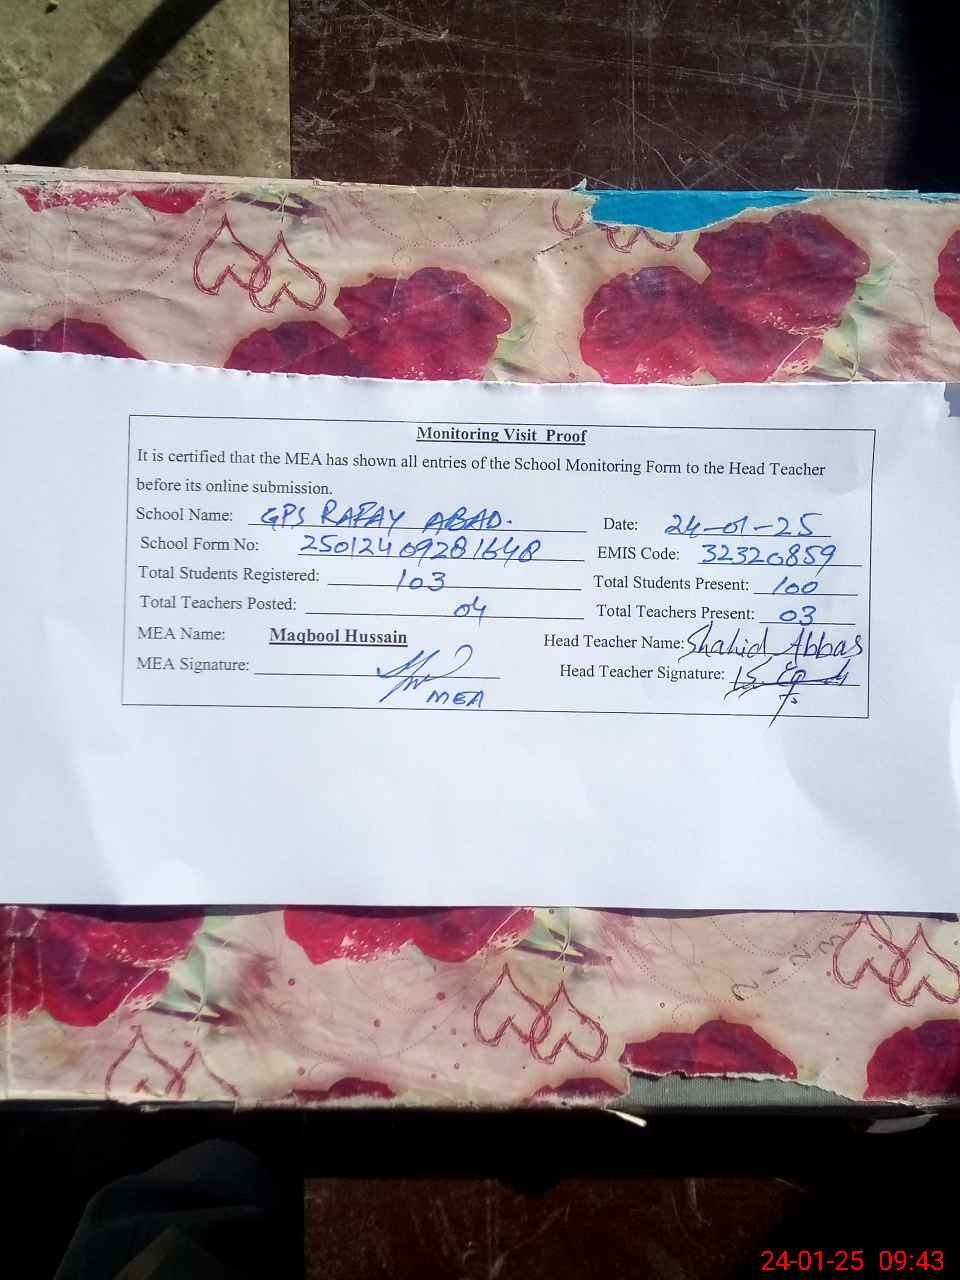 Monitoring Visit Proof
It is certified that the MEA has shown all entries of the School Monitoring Form to the Head Teacher
before its online submission.
School Name: GPS RAFAY ABAD. Date: 24-01-25
School Form No: 25012409281648 EMIS Code: 32320859
Total Students Registered: 103 Total Students Present: 100
Total Teachers Posted: 04 Total Teachers Present: 03
MEA Name: Maqbool Hussain Head Teacher Name: Shahid Abbas
MEA Signature: Head Teacher Signature:
MEA
24-01-25 09:43